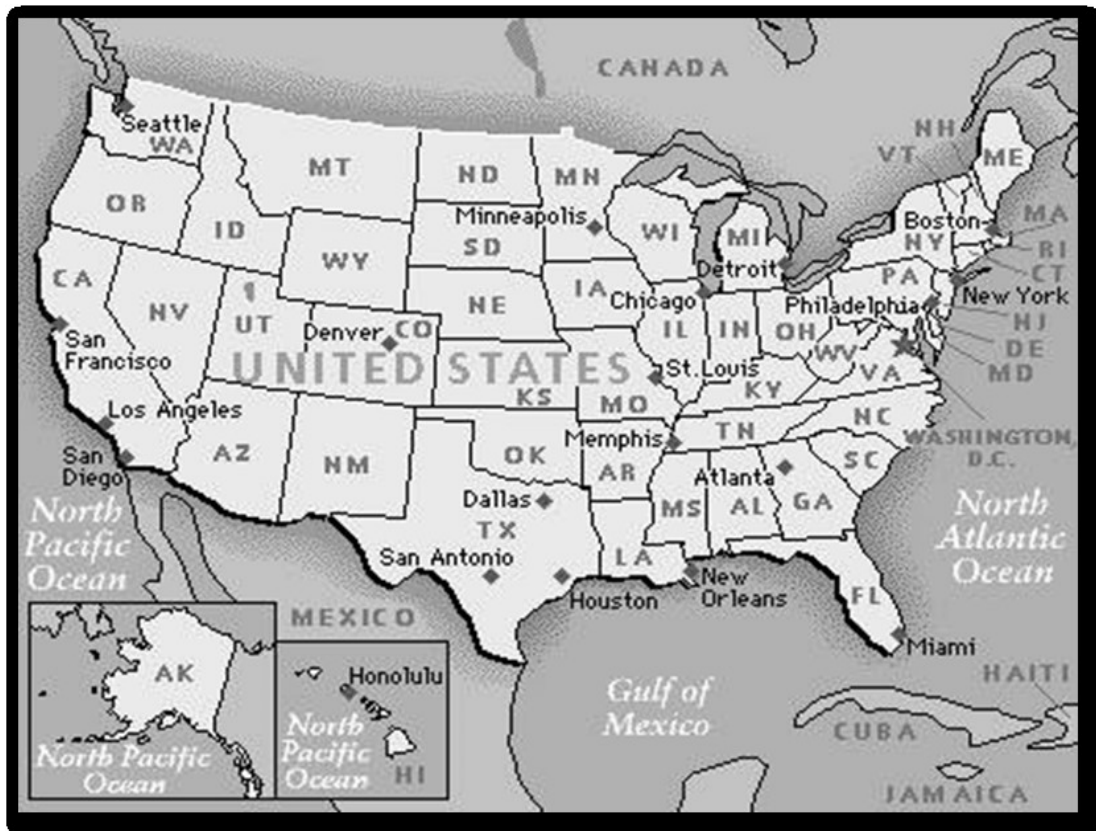 CANADA
NH
VT
ME
Seattle
WA
MT
ND
MN
OR
ID
Minneapolis
WI
MI
Boston
MA
NY
RI
CT
SD
WY
Detroit
CA
NV
UT
NE
IA
Chicago
PA
New York
Philadelphia
NJ
DE
MD
Denver
CO
IL
IN
OH
WV
VA
San
Francisco
UNITED STATES
St. Louis
KS
MO
KY
Los Angeles
San
Diego
AZ
NM
OK
AR
Memphis
TN
NC
WASHINGTON,
D.C.
SC
Atlanta
MS
AL
GA
Dallas
TX
San Antonio
Houston
LA
New
Orleans
FL
Miami
North
Pacific
Ocean
North
Atlantic
Ocean
MEXICO
Gulf of
Mexico
HAITI
CUBA
JAMAICA
AK
North Pacific
Ocean
Honolulu
North
Pacific
Ocean
HI